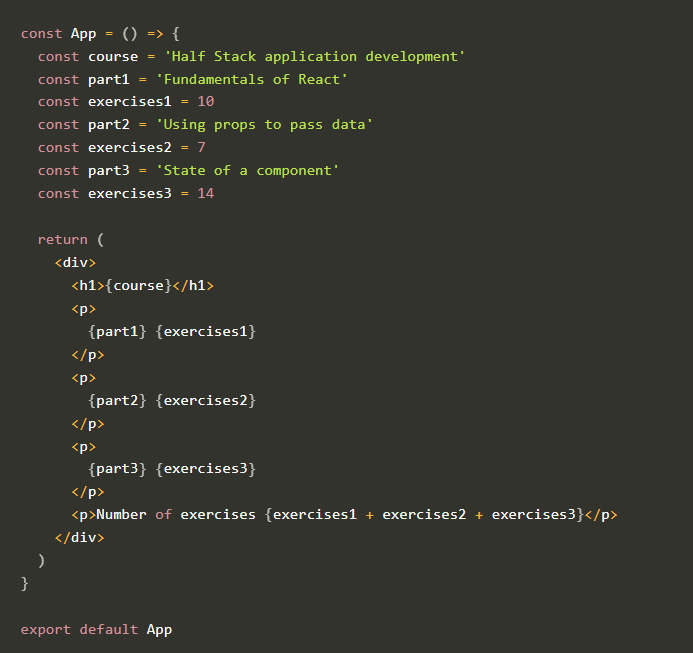 const App = () => {
  const course = 'Half Stack application development'
  const part1 = 'Fundamentals of React'
  const exercises1 = 10
  const part2 = 'Using props to pass data'
  const exercises2 = 7
  const part3 = 'State of a component'
  const exercises3 = 14

  return (
    <div>
      <h1>{course}</h1>
      <p>
        {part1} {exercises1}
      </p>
      <p>
        {part2} {exercises2}
      </p>
      <p>
        {part3} {exercises3}
      </p>
      <p>Number of exercises {exercises1 + exercises2 + exercises3}</p>
    </div>
  )
}

export default App